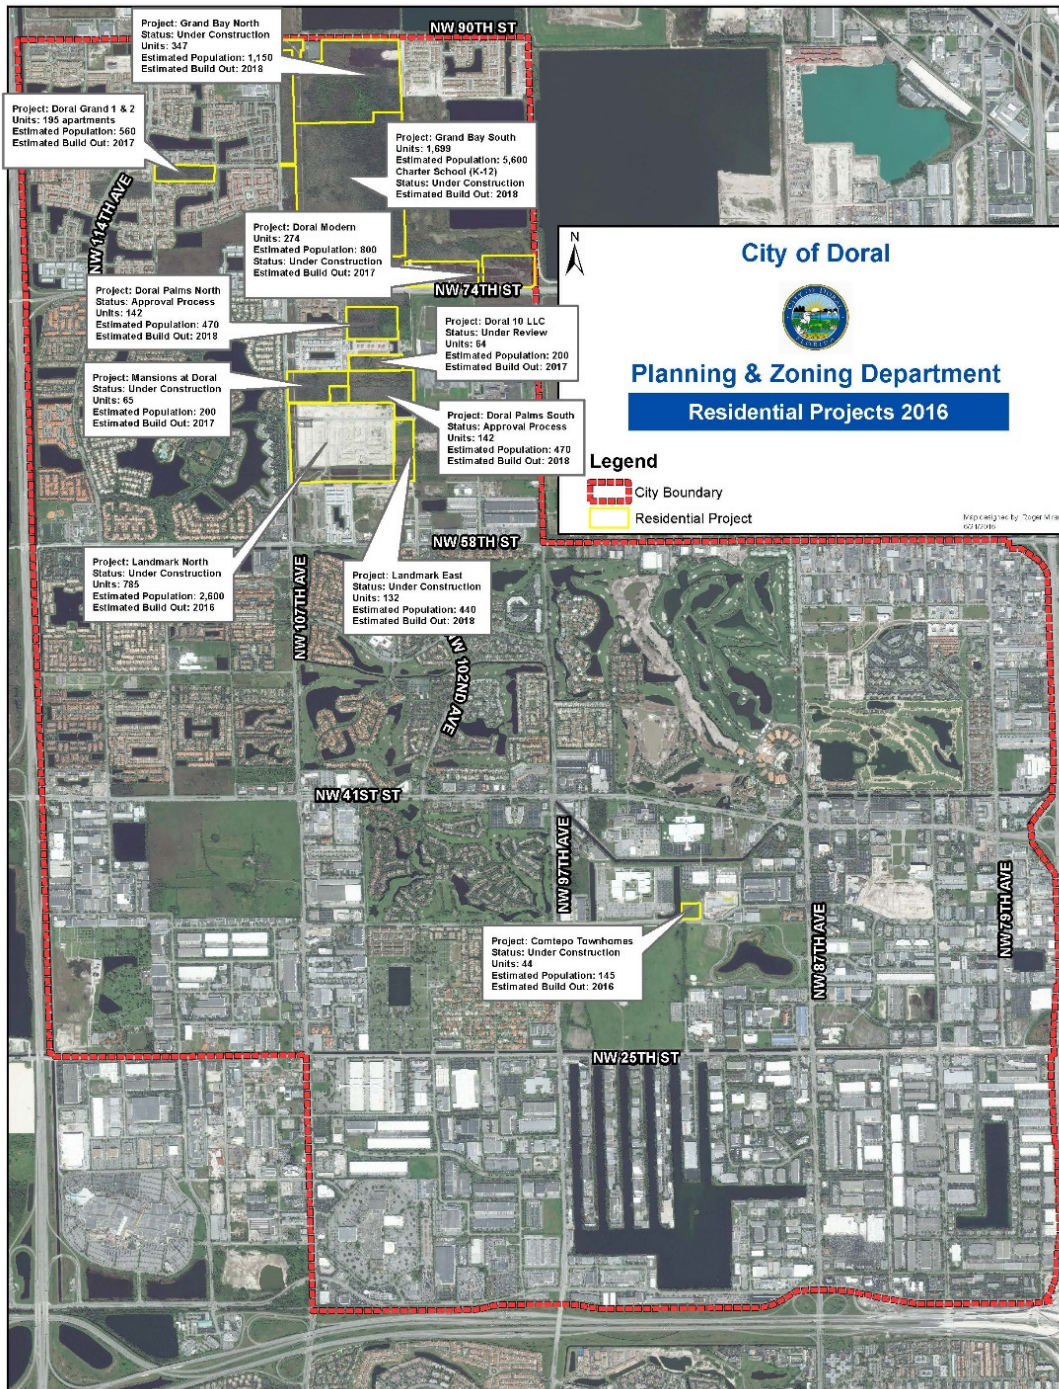 NW 90TH ST
Project: Grand Bay North
Status: Under Construction
Units: 347
Estimated Population: 1,150
Estimated Build Out: 2018
Project: Doral Grand 1 & 2
Units: 195 apartments
Estimated Population: 560
Estimated Build Out: 2017
Project: Grand Bay South
Units: 1,699
Estimated Population: 5,600
Charter School (K-12)
Status: Under Construction
Estimated Build Out: 2018
NW 114TH AVE
Project: Doral Modern
Units: 274
Estimated Population: 800
Status: Under Construction
Estimated Build Out: 2017
NW 74TH ST
N
City of Doral
CITY OF DORAL
FLORIDA
Planning & Zoning Department
Residential Projects 2016
Legend
City Boundary
Residential Project
Map designed by: Roger
6/21/2016
Project: Doral Palms North
Status: Approval Process
Units: 142
Estimated Population: 470
Estimated Build Out: 2018
Project: Doral 10 LLC
Status: Under Review
Units: 64
Estimated Population: 200
Estimated Build Out: 2017
Project: Mansions at Doral
Status: Under Construction
Units: 65
Estimated Population: 200
Estimated Build Out: 2017
Project: Doral Palms South
Status: Approval Process
Units: 142
Estimated Population: 470
Estimated Build Out: 2018
NW 58TH ST
Project: Landmark North
Status: Under Construction
Units: 785
Estimated Population: 2,600
Estimated Build Out: 2016
NW 107TH AVE
Project: Landmark East
Status: Under Construction
Units: 132
Estimated Population: 440
Estimated Build Out: 2018
102ND AVE
NW 41ST ST
NW 97TH AVE
NW 87TH AVE
NW 79TH AVE
Project: Comtepo Townhomes
Status: Under Construction
Units: 44
Estimated Population: 145
Estimated Build Out: 2016
NW 25TH ST